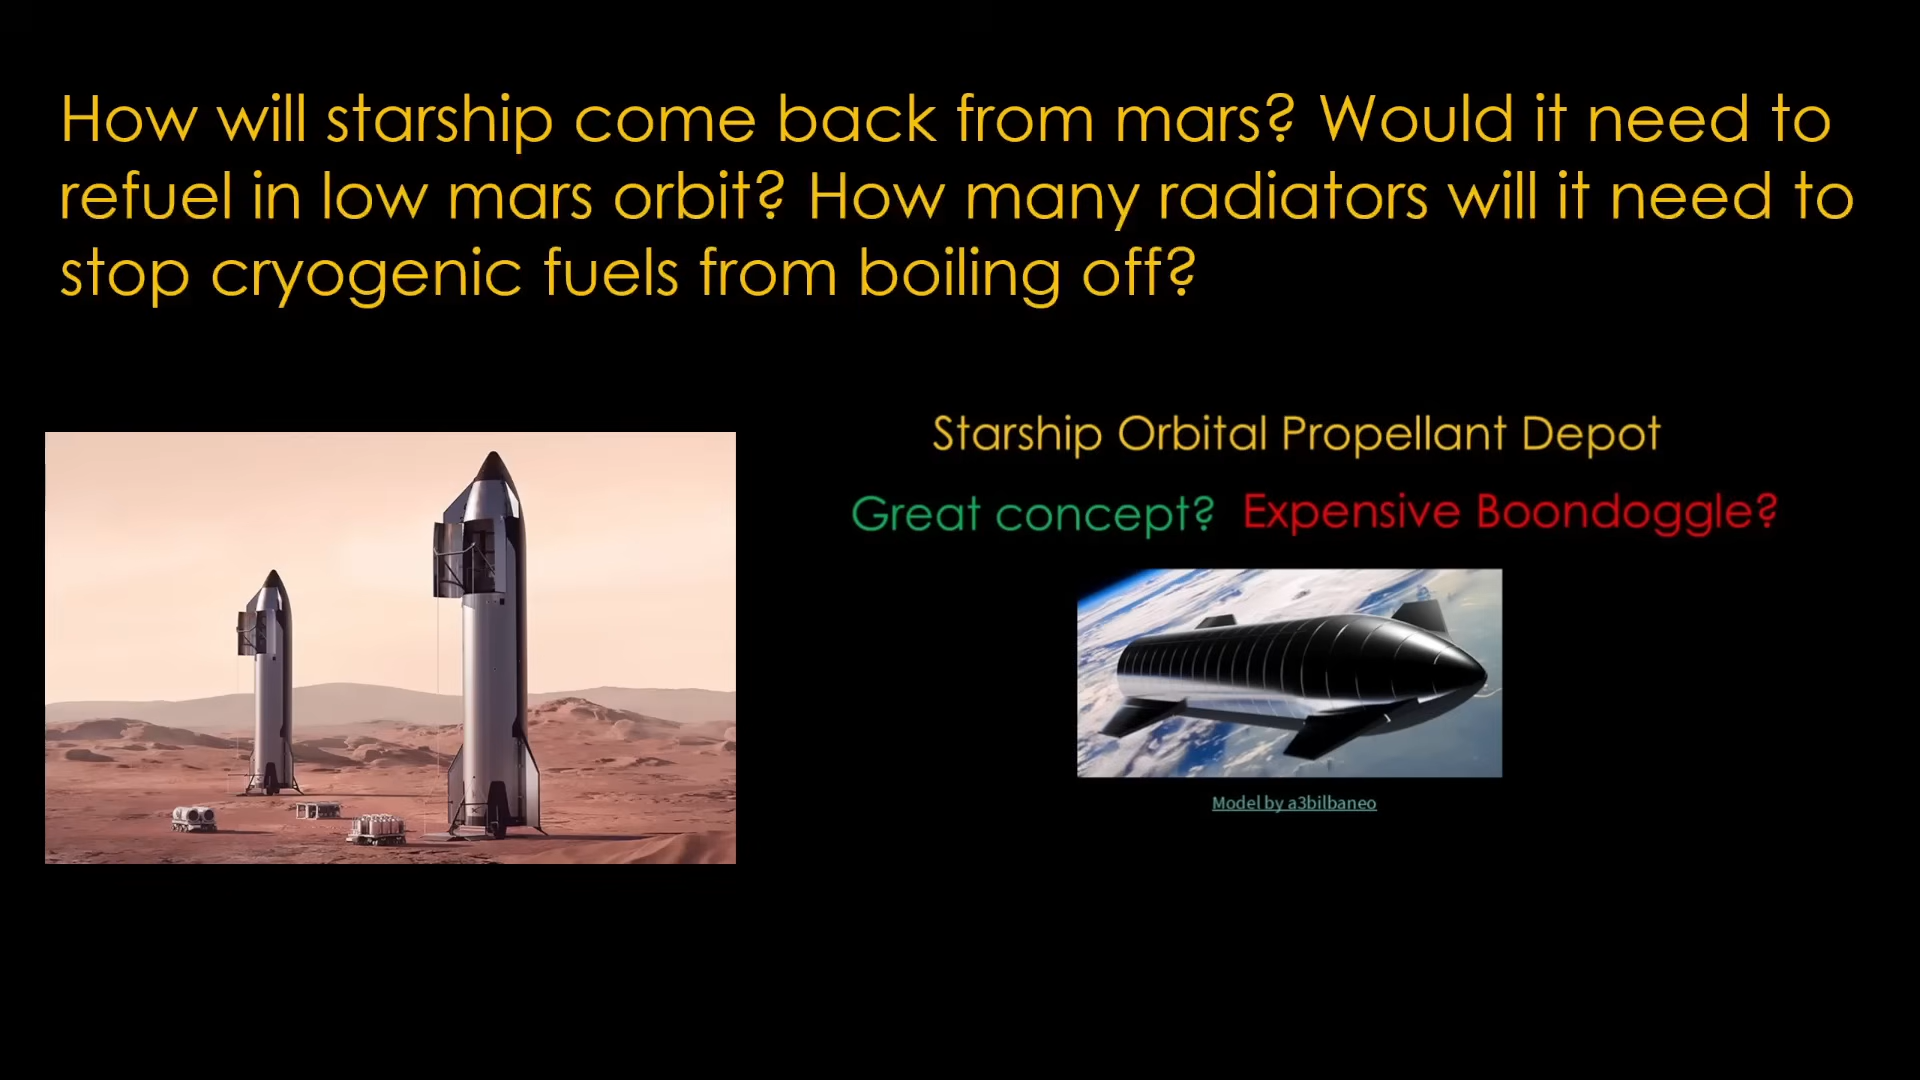 How will starship come back from mars? Would it need to
refuel in low mars orbit? How many radiators will it need to
stop cryogenic fuels from boiling off?
Starship Orbital Propellant Depot
Great concept? Expensive Boondoggle?
Model by a3bilbaneo